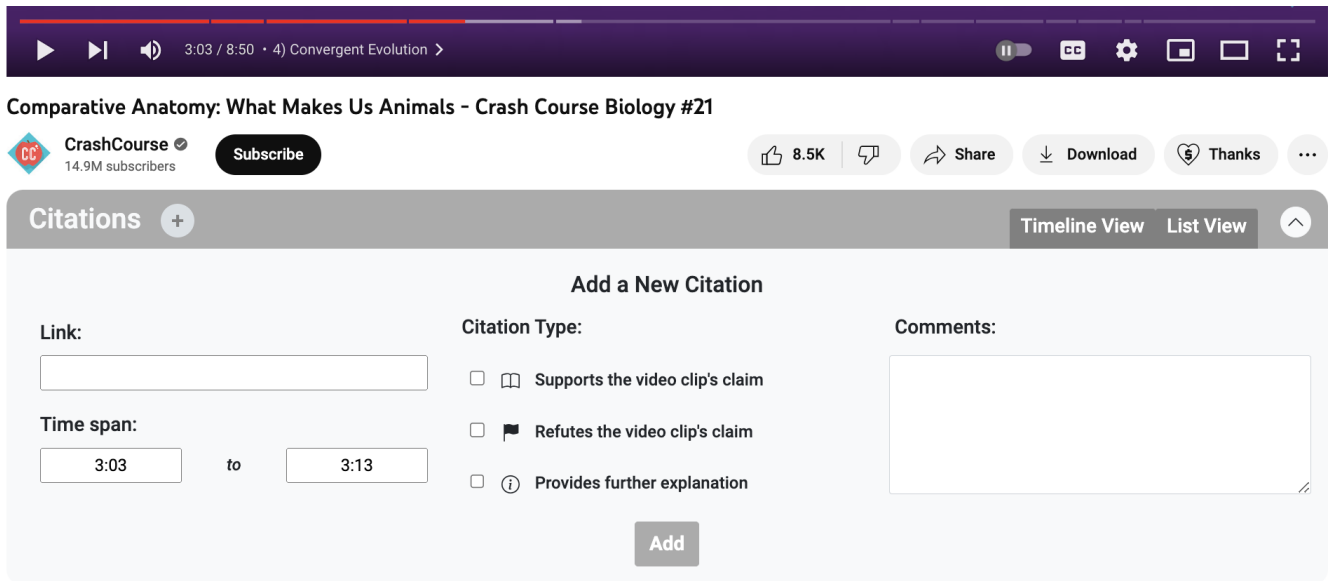 3:03 / 8:50 • 4) Convergent Evolution >
CC
Comparative Anatomy: What Makes Us Animals - Crash Course Biology #21
CC
CrashCourse
14.9M subscribers
Subscribe
8.5K
Share
Download
$ Thanks
...
Citations +
Timeline View
List View
Add a New Citation
Link:
Citation Type:
Comments:
Supports the video clip's claim
Time span:
Refutes the video clip's claim
3:03 to 3:13
Provides further explanation
Add